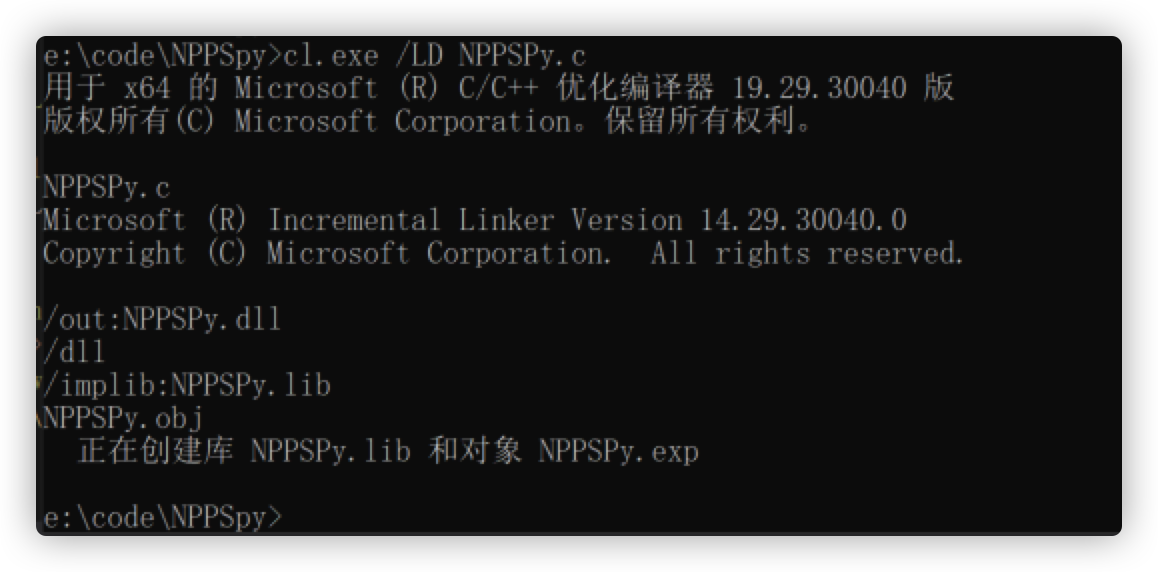 e:\code\NPPSpy>cl.exe /LD NPPSPy.c
用于 x64 的 Microsoft (R) C/C++ 优化编译器 19.29.30040 版
版权所有(C) Microsoft Corporation。保留所有权利。
NPPSPy.c
Microsoft (R) Incremental Linker Version 14.29.30040.0
Copyright (C) Microsoft Corporation.  All rights reserved.
/out:NPPSPy.dll
/dll
/implib:NPPSPy.lib
NPPSPy.obj
正在创建库 NPPSPy.lib 和对象 NPPSPy.exp
e:\code\NPPSpy>